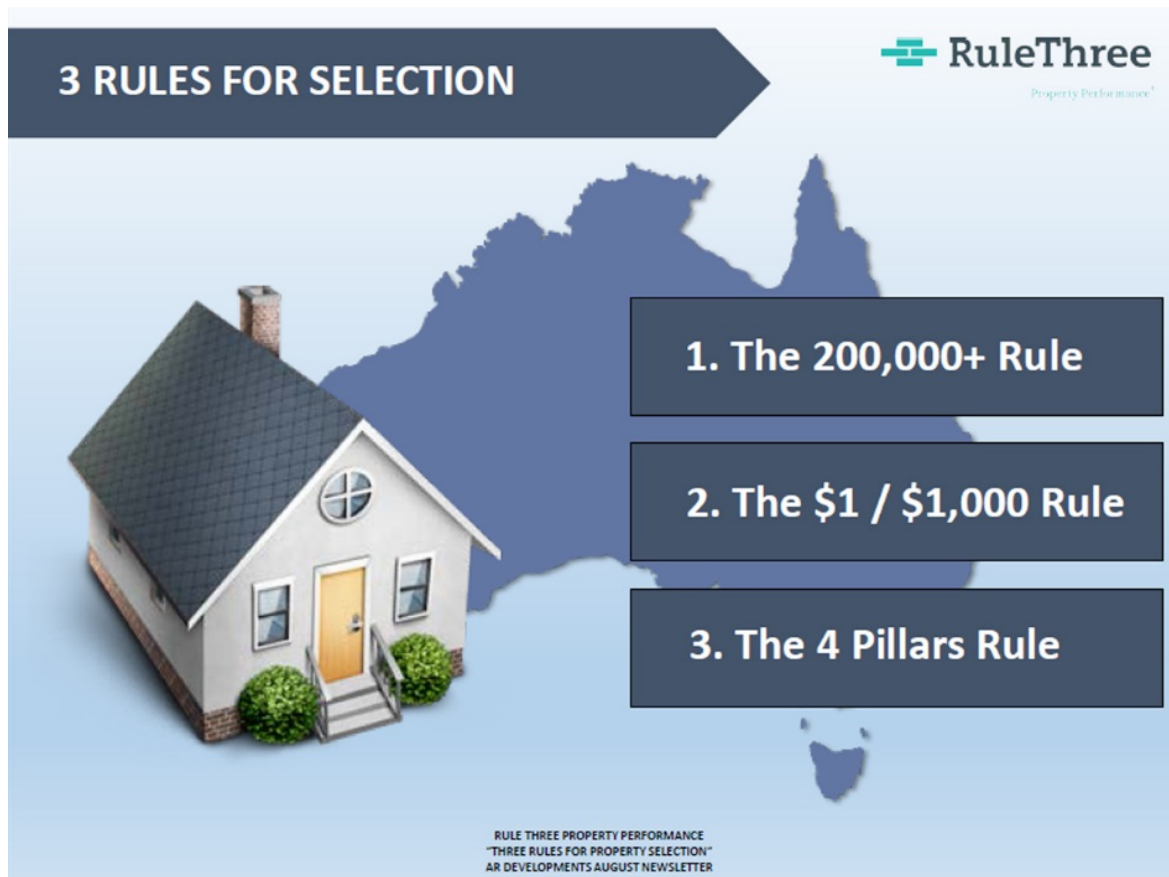 3 RULES FOR SELECTION
RuleThree
Property Performance
1. The 200,000+ Rule
2. The $1 / $1,000 Rule
3. The 4 Pillars Rule
RULE THREE PROPERTY PERFORMANCE
"THREE RULES FOR PROPERTY SELECTION"
AR DEVELOPMENTS AUGUST NEWSLETTER